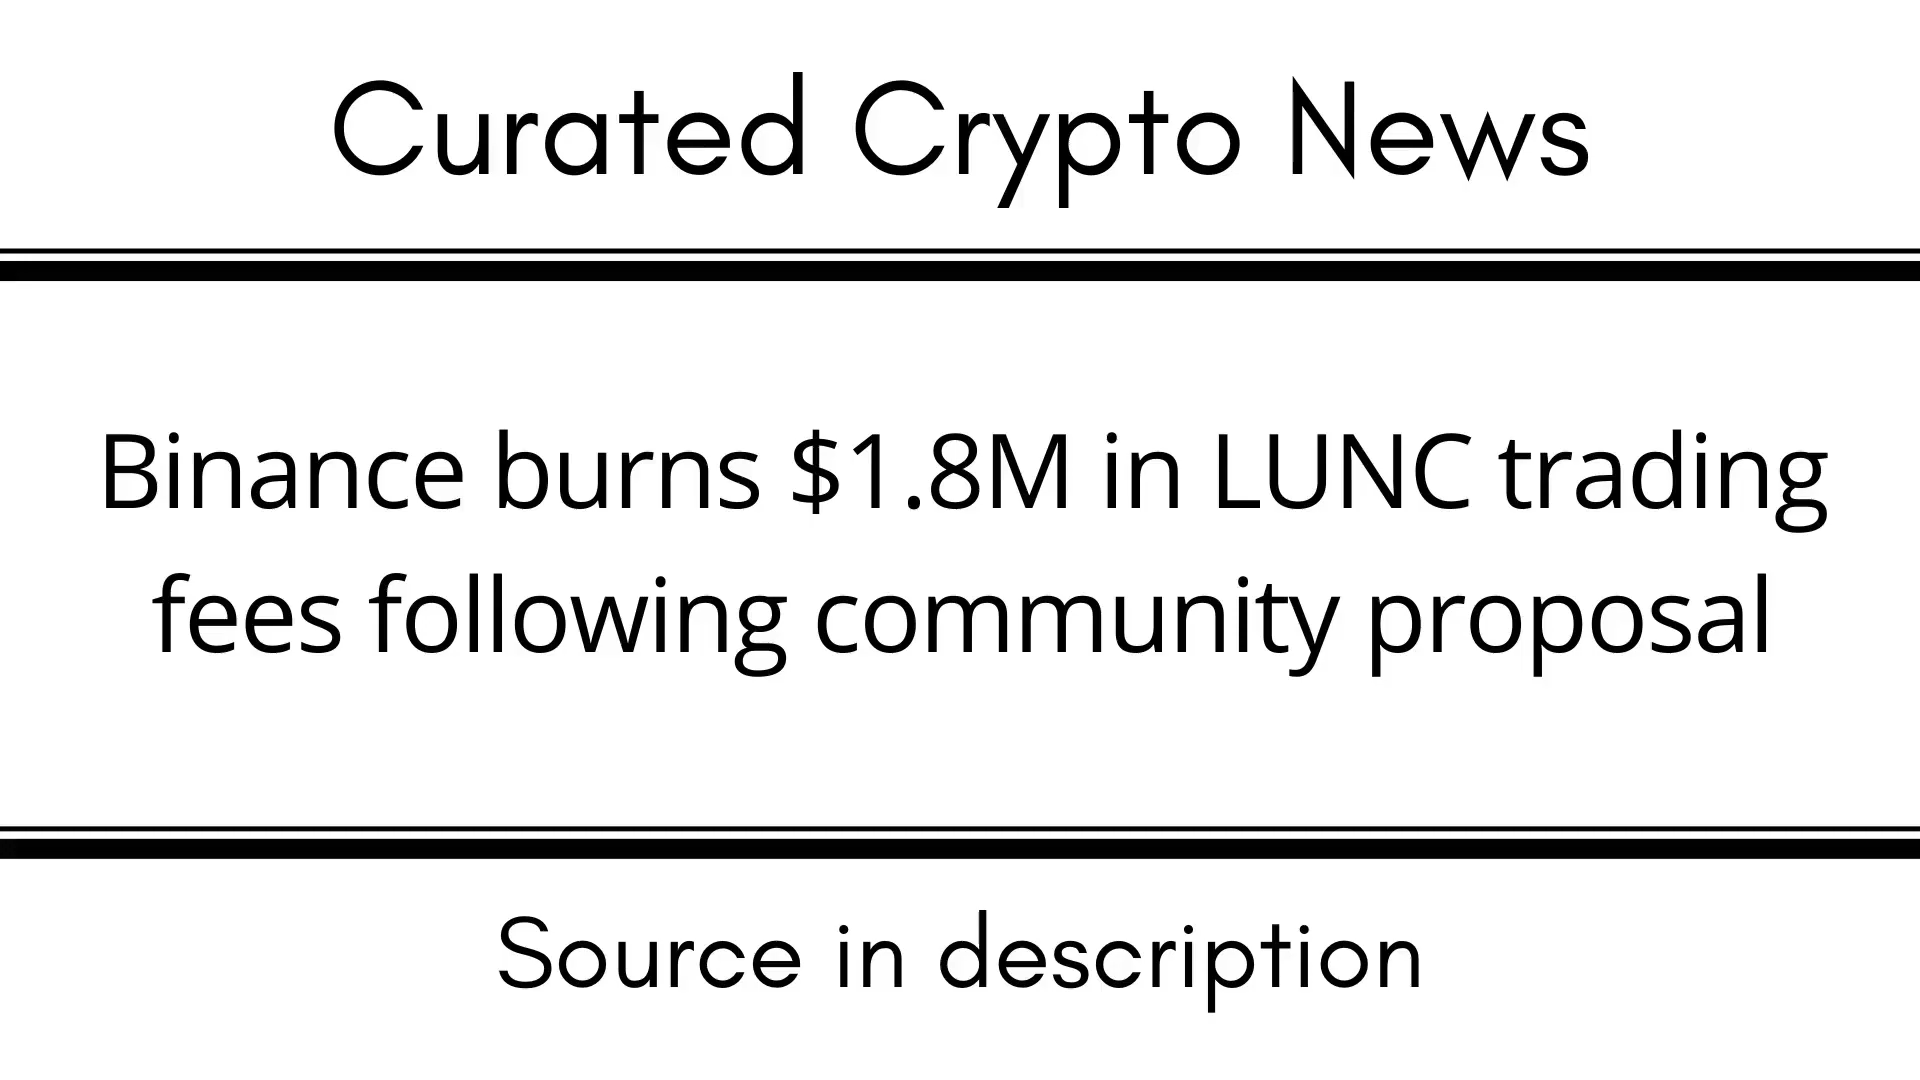 Curated Crypto News
Binance burns $1.8M in LUNC trading
fees following community proposal
Source in description